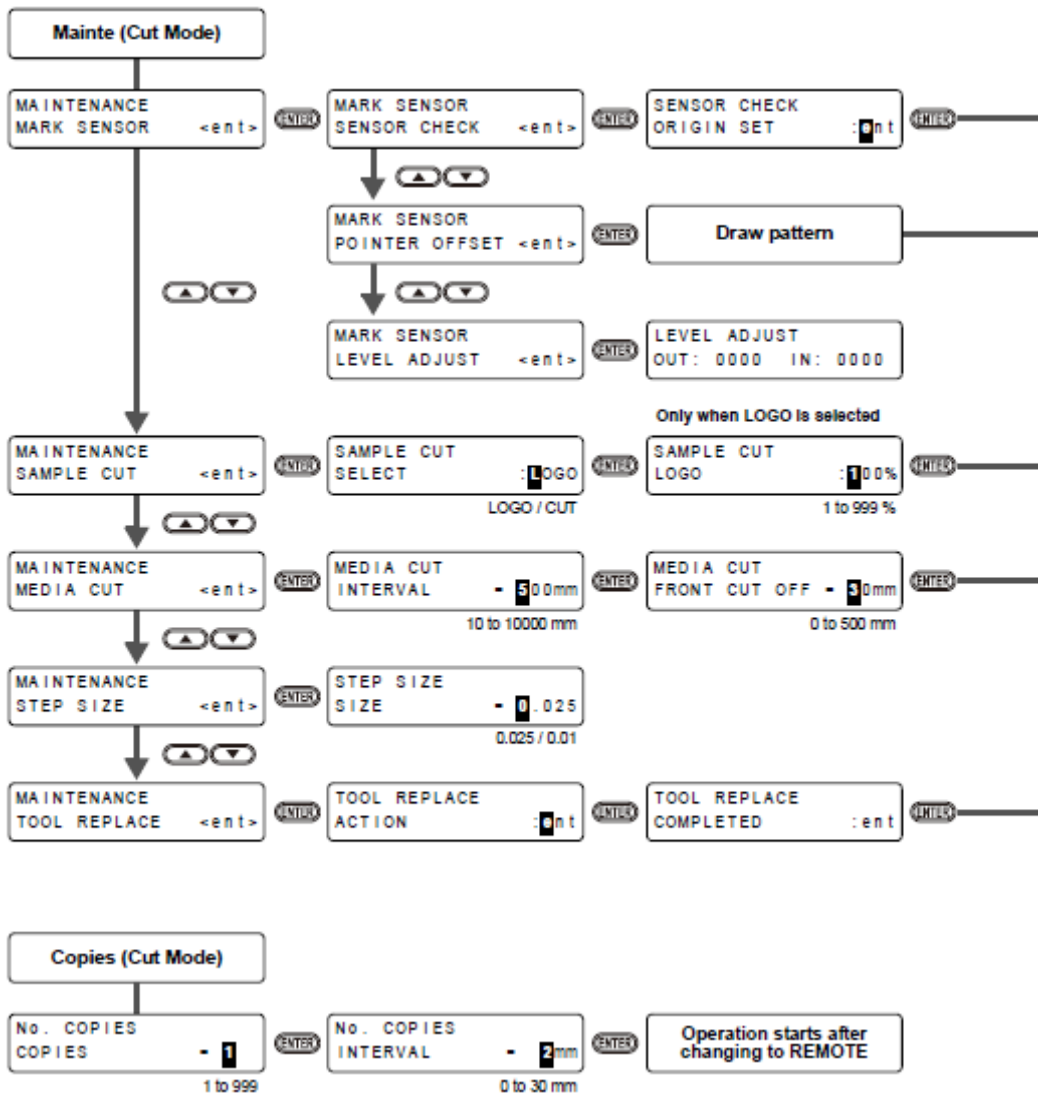 Mainte (Cut Mode)
MAINTENANCE
MARK SENSOR <ent>
ENTER
MARK SENSOR
SENSOR CHECK <ent>
ENTER
SENSOR CHECK
ORIGIN SET :ent
ENTER
MARK SENSOR
POINTER OFFSET <ent>
ENTER
Draw pattern
MARK SENSOR
LEVEL ADJUST <ent>
ENTER
LEVEL ADJUST
OUT: 0000 IN: 0000
Only when LOGO is selected
MAINTENANCE
SAMPLE CUT <ent>
ENTER
SAMPLE CUT
SELECT :LOGO
LOGO / CUT
ENTER
SAMPLE CUT
LOGO :100%
1 to 999 %
ENTER
MAINTENANCE
MEDIA CUT <ent>
ENTER
MEDIA CUT
INTERVAL - 500mm
10 to 10000 mm
ENTER
MEDIA CUT
FRONT CUT OFF - 30mm
0 to 500 mm
ENTER
MAINTENANCE
STEP SIZE <ent>
ENTER
STEP SIZE
SIZE - 0.025
0.025 / 0.01
MAINTENANCE
TOOL REPLACE <ent>
ENTER
TOOL REPLACE
ACTION :ent
ENTER
TOOL REPLACE
COMPLETED :ent
ENTER
Copies (Cut Mode)
No. COPIES
COPIES - 1
1 to 999
ENTER
No. COPIES
INTERVAL - 2mm
0 to 30 mm
ENTER
Operation starts after
changing to REMOTE